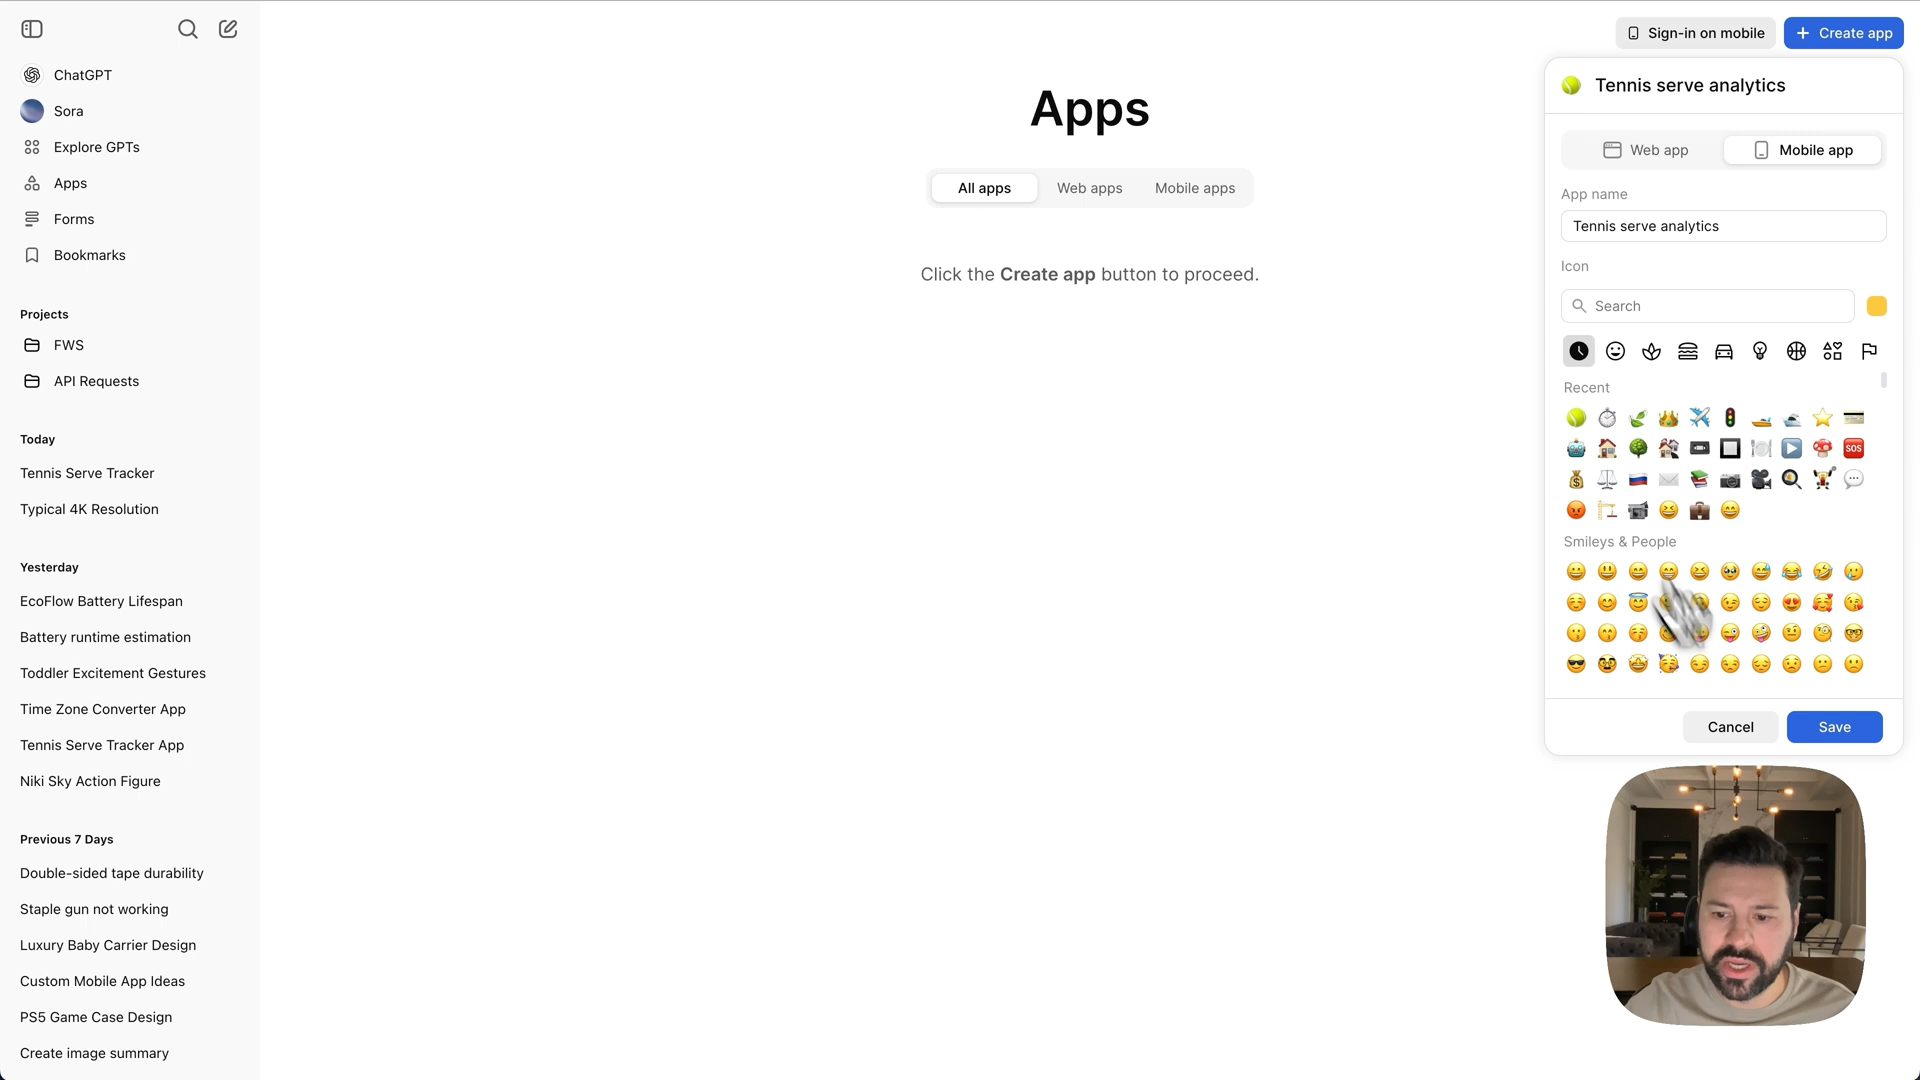 ChatGPT
Sora
Explore GPTs
Apps
Forms
Bookmarks
Projects
FWS
API Requests
Today
Tennis Serve Tracker
Typical 4K Resolution
Yesterday
EcoFlow Battery Lifespan
Battery runtime estimation
Toddler Excitement Gestures
Time Zone Converter App
Tennis Serve Tracker App
Niki Sky Action Figure
Previous 7 Days
Double-sided tape durability
Staple gun not working
Luxury Baby Carrier Design
Custom Mobile App Ideas
PS5 Game Case Design
Create image summary
Apps
All apps Web apps Mobile apps
Click the Create app button to proceed.
Sign-in on mobile + Create app
Tennis serve analytics
Web app Mobile app
App name
Tennis serve analytics
Icon
Search
Recent
SOS
Smileys & People
Cancel Save